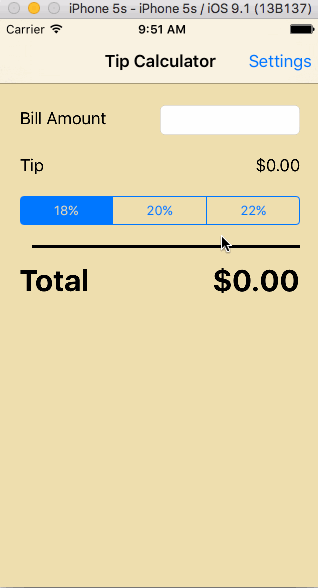 iPhone 5s - iPhone 5s / iOS 9.1 (13B137)
Carrier 9:51 AM
Tip Calculator Settings
Bill Amount
Tip $0.00
18% 20% 22%
Total $0.00